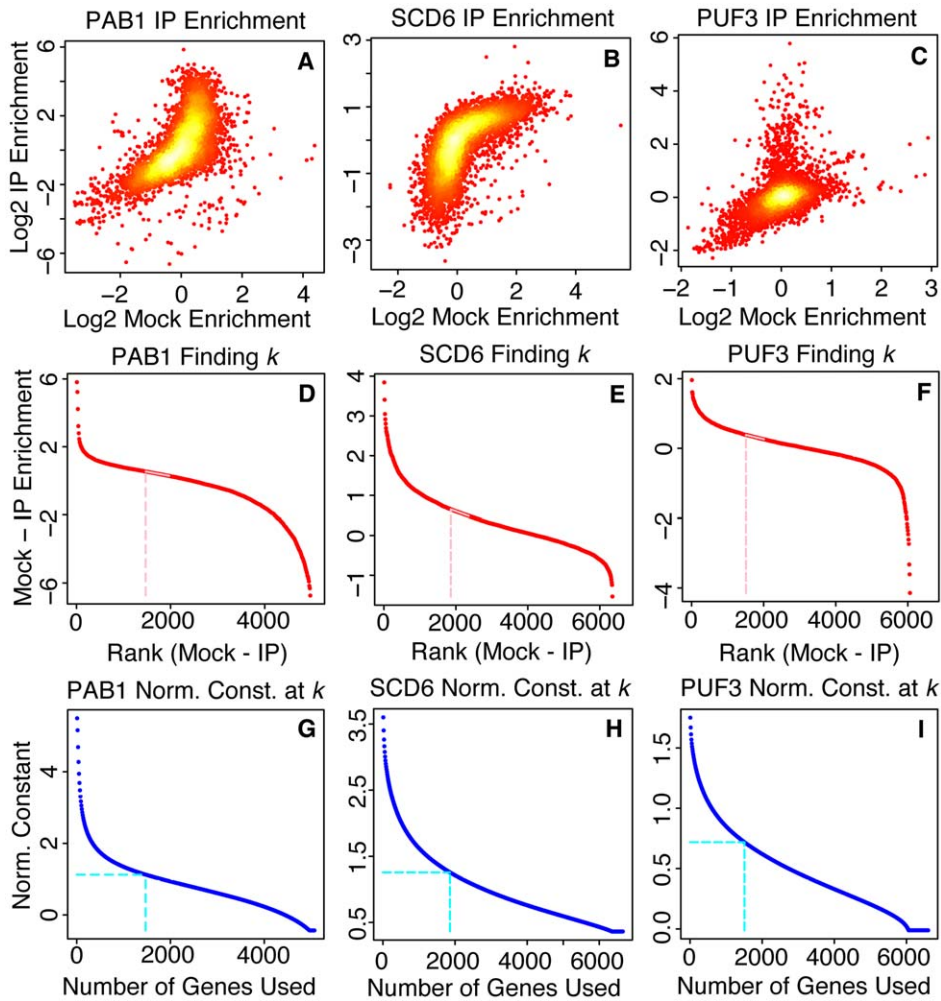 PAB1 IP Enrichment
SCD6 IP Enrichment
PUF3 IP Enrichment
A
B
C
Log2 IP Enrichment
6
2
−2
−6
3
1
−1
−3
6
4
2
0
−2
−2 0 2 4
−2 0 2 4 6
−2 −1 0 1 2 3
Log2 Mock Enrichment
Log2 Mock Enrichment
Log2 Mock Enrichment
PAB1 Finding k
SCD6 Finding k
PUF3 Finding k
D
E
F
Mock – IP Enrichment
6
2
−2
−6
4
3
2
1
0
−1
2
0
−2
−4
0 2000 4000
0 2000 4000 6000
0 2000 4000 6000
Rank (Mock - IP)
Rank (Mock - IP)
Rank (Mock - IP)
PAB1 Norm. Const. at k
SCD6 Norm. Const. at k
PUF3 Norm. Const. at k
G
H
I
Norm. Constant
4
2
0
3.5
2.5
1.5
0.5
1.5
1.0
0.5
0.0
0 2000 4000
0 2000 4000 6000
0 2000 4000 6000
Number of Genes Used
Number of Genes Used
Number of Genes Used